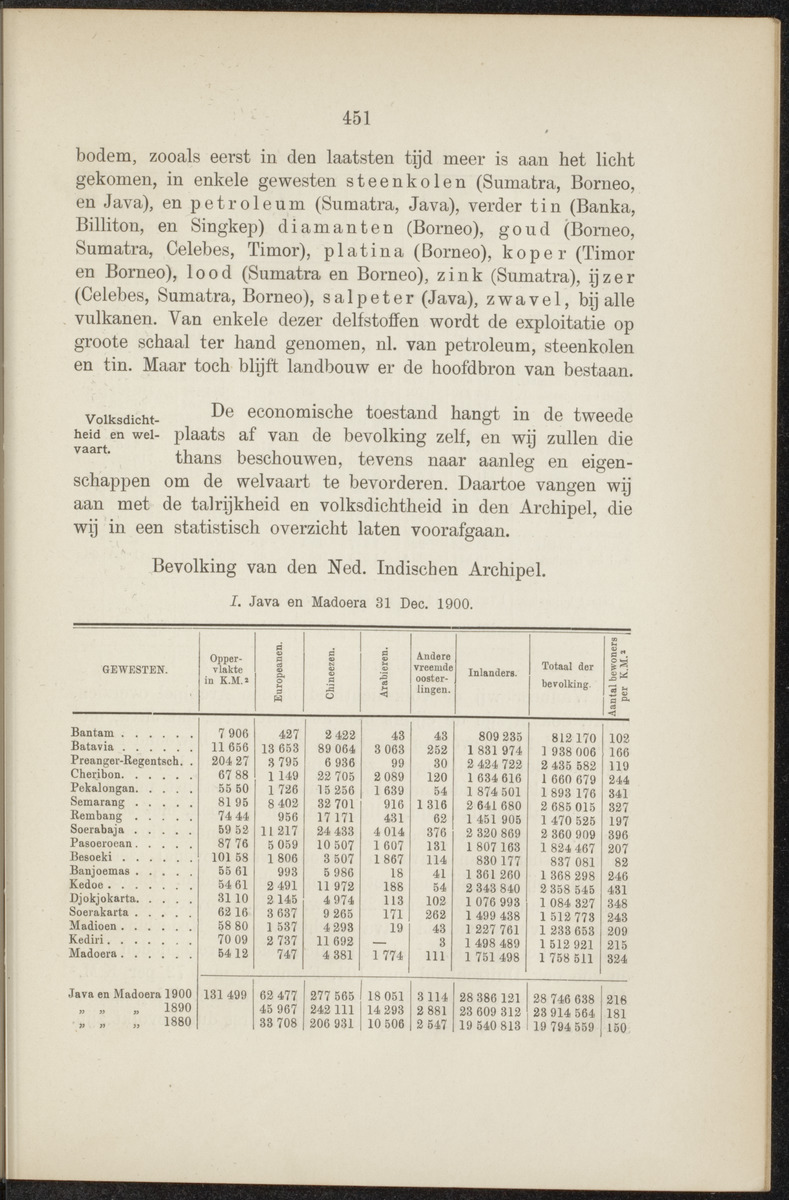 451
bodem, zooals eerst in den laatsten tijd meer is aan het licht
gekomen, in enkele gewesten steenkolen (Sumatra, Borneo,
en Java), en petroleum (Sumatra, Java), verder tin (Banka,
Billiton, en Singkep) diamanten (Borneo), goud (Borneo,
Sumatra, Celebes, Timor), platina (Borneo), koper (Timor
en Borneo), lood (Sumatra en Borneo), zink (Sumatra), ijzer
(Celebes, Sumatra, Borneo), salpeter (Java), zwavel, bij alle
vulkanen. Van enkele dezer delfstoffen wordt de exploitatie op
groote schaal ter hand genomen, nl. van petroleum, steenkolen
en tin. Maar toch blijft landbouw er de hoofdbron van bestaan.
Volksdicht-
heid en wel-
vaart.
De economische toestand hangt in de tweede
plaats af van de bevolking zelf, en wij zullen die
thans beschouwen, tevens naar aanleg en eigen-
schappen om de welvaart te bevorderen. Daartoe vangen wij
aan met de talrijkheid en volksdichtheid in den Archipel, die
wij in een statistisch overzicht laten voorafgaan.
Bevolking van den Ned. Indischen Archipel.
I. Java en Madoera 31 Dec. 1900.
GEWESTEN. Opper-vlakte in K.M.² Europeanen. Chineezen. Arabieren. Andere vreemde ooster-lingen. Inlanders. Totaal der bevolking. Aantal bewoners per K.M.²
Bantam . . . . . . 7 906 427 2 422 43 43 809 235 812 170 102
Batavia . . . . . . 11 656 13 653 89 064 3 063 252 1 831 974 1 938 006 166
Preanger-Regentsch. . 204 27 3 795 6 936 99 30 2 424 722 2 435 582 119
Cheribon. . . . . . 67 88 1 149 22 705 2 089 120 1 634 616 1 660 679 244
Pekalongan. . . . . 55 50 1 726 15 256 1 639 54 1 874 501 1 893 176 341
Semarang . . . . . 81 95 8 402 32 701 916 1 316 2 641 680 2 685 015 327
Rembang . . . . . 74 44 956 17 171 431 62 1 451 905 1 470 525 197
Soerabaja . . . . . 59 52 11 217 24 433 4 014 376 2 320 869 2 360 909 396
Pasoeroean. . . . . 87 76 5 059 10 507 1 607 131 1 807 163 1 824 467 207
Besoeki . . . . . . 101 58 1 806 3 507 1 867 114 830 177 837 081 82
Banjoemas . . . . . 55 61 993 5 986 18 41 1 361 260 1 368 298 246
Kedoe . . . . . . . 54 61 2 491 11 972 188 54 2 343 840 2 358 545 431
Djokjokarta. . . . . 31 10 2 145 4 974 113 102 1 076 993 1 084 327 348
Soerakarta . . . . . 62 16 3 637 9 265 171 262 1 499 438 1 512 773 243
Madioen . . . . . . 58 80 1 537 4 293 19 43 1 227 761 1 233 653 209
Kediri . . . . . . . 70 09 2 737 11 692 — 3 1 498 489 1 512 921 215
Madoera . . . . . . 54 12 747 4 381 1 774 111 1 751 498 1 758 511 324
Java en Madoera 1900 131 499 62 477 277 565 18 051 3 114 28 386 121 28 746 638 218
„ „ „ 1890 45 967 242 111 14 293 2 881 23 609 312 23 914 564 181
„ „ „ 1880 33 708 206 931 10 506 2 547 19 540 813 19 794 559 150